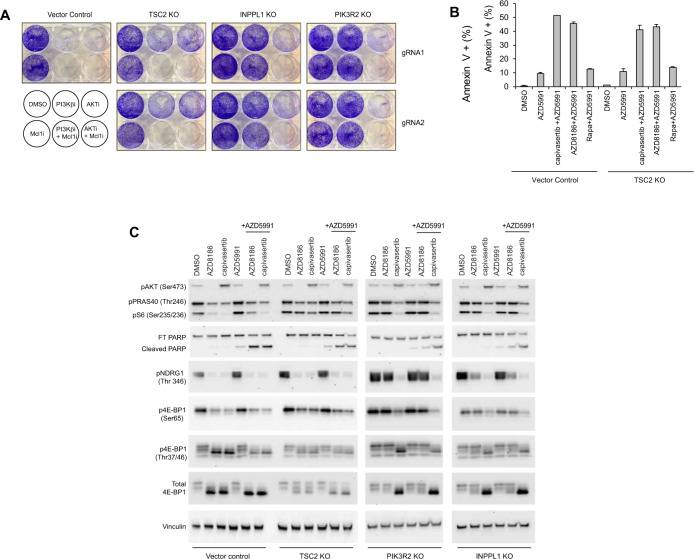 A
Vector Control
TSC2 KO
INPPL1 KO
PIK3R2 KO
gRNA1
gRNA2
DMSO
PI3Kβi
AKTi
Mcl1i
PI3Kβi
+ Mcl1i
AKTi
+ Mcl1i
B
Annexin V +(%)
Annexin V +(%)
60
50
40
30
20
10
0
DMSO
AZD5991
capivasertib +AZD5991
AZD8186+AZD5991
Rapa+AZD5991
DMSO
AZD5991
capivasertib +AZD5991
AZD8186+AZD5991
Rapa+AZD5991
Vector Control
TSC2 KO
C
+AZD5991
+AZD5991
+AZD5991
+AZD5991
DMSO
AZD8186
capivasertib
AZD5991
AZD8186
capivasertib
DMSO
AZD8186
capivasertib
AZD5991
AZD8186
capivasertib
DMSO
AZD8186
capivasertib
AZD5991
AZD8186
capivasertib
DMSO
AZD8186
capivasertib
AZD5991
AZD8186
capivasertib
pAKT (Ser473)
pPRAS40 (Thr246)
pS6 (Ser235/236)
FT PARP
Cleaved PARP
pNDRG1
(Thr 346)
p4E-BP1
(Ser65)
p4E-BP1
(Thr37/46)
Total
4E-BP1
Vinculin
Vector control
TSC2 KO
PIK3R2 KO
INPPL1 KO